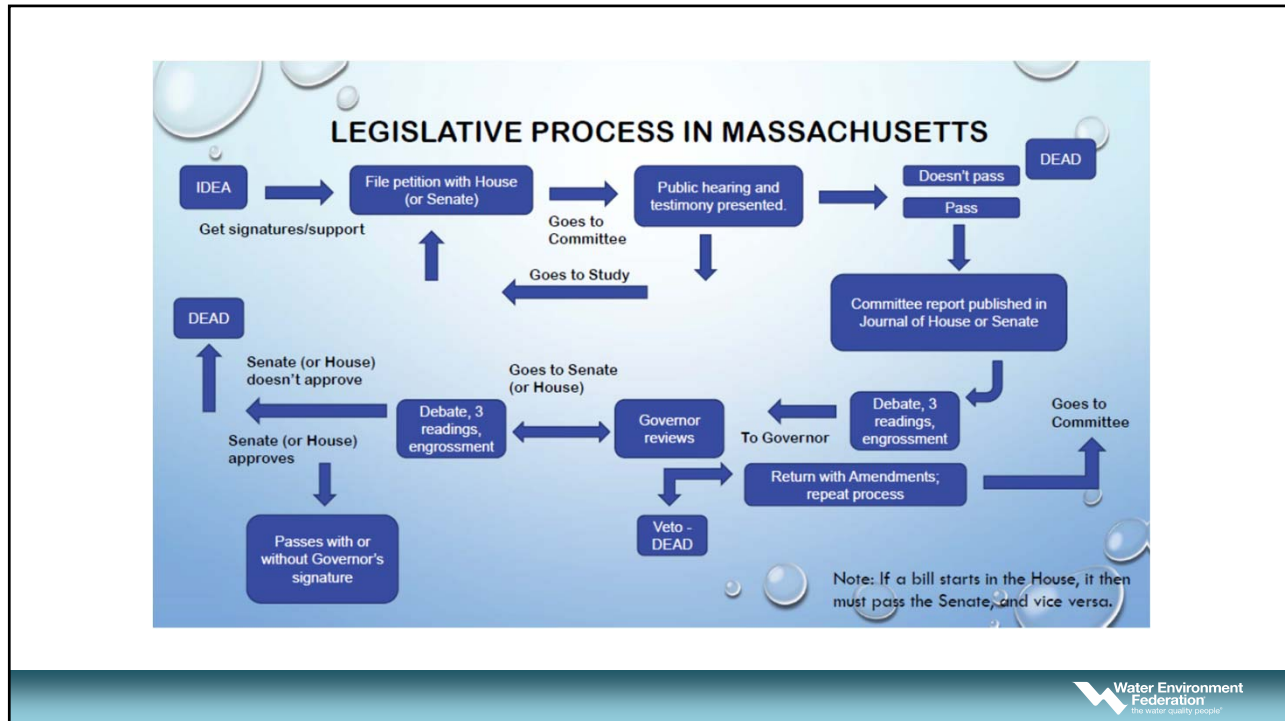 LEGISLATIVE PROCESS IN MASSACHUSETTS
IDEA
Get signatures/support
File petition with House
(or Senate)
Goes to
Committee
Public hearing and
testimony presented.
Doesn't pass
Pass
DEAD
Goes to Study
Committee report published in
Journal of House or Senate
DEAD
Senate (or House)
doesn't approve
Senate (or House)
approves
Debate, 3
readings,
engrossment
Goes to Senate
(or House)
Governor
reviews
To Governor
Debate, 3
readings,
engrossment
Goes to
Committee
Return with Amendments;
repeat process
Passes with or
without Governor's
signature
Veto -
DEAD
Note: If a bill starts in the House, it then
must pass the Senate, and vice versa.
Water Environment
Federation
the water quality people®